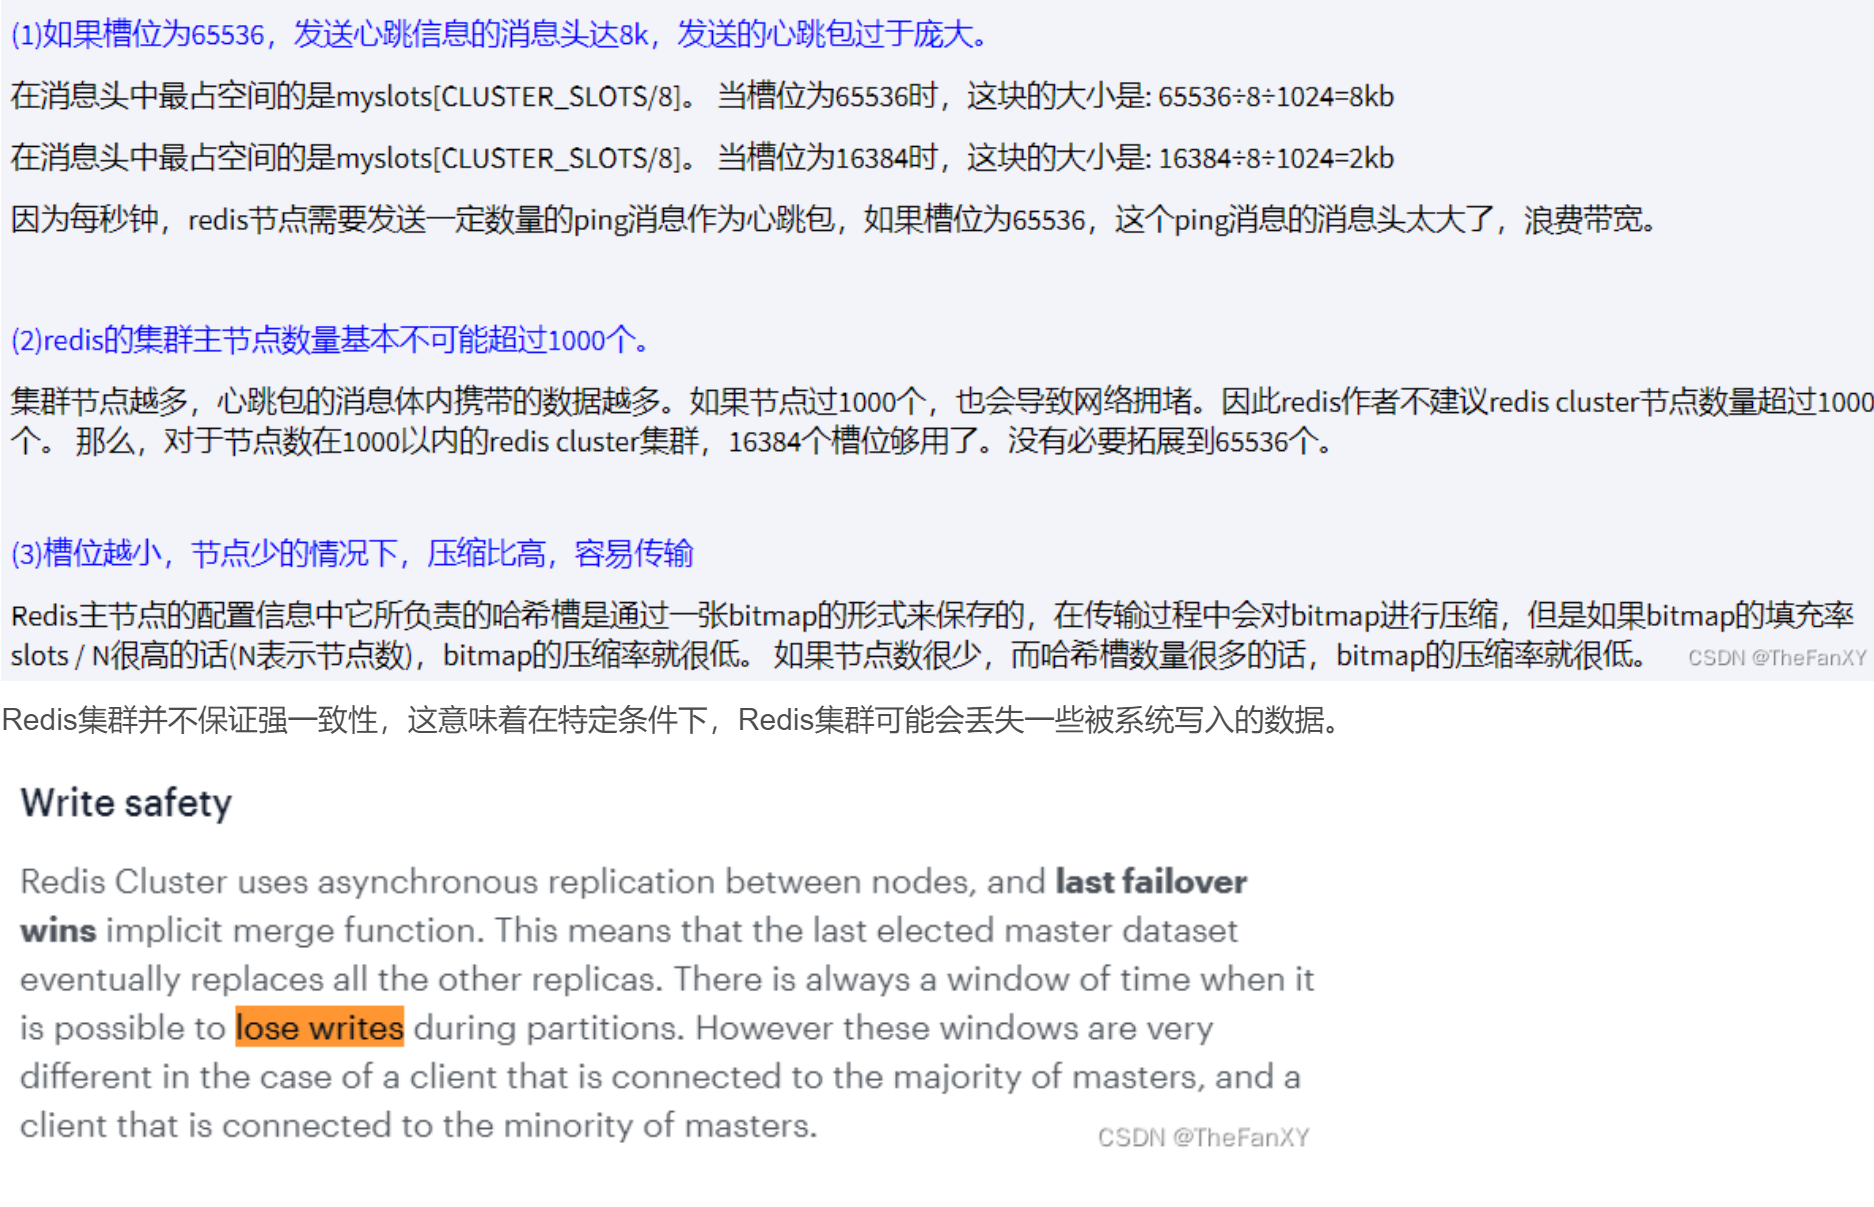 (1)如果槽位为65536，发送心跳信息的消息头达8k，发送的心跳包过于庞大。
在消息头中最占空间的是myslots[CLUSTER_SLOTS/8]。 当槽位为65536时，这块的大小是: 65536÷8÷1024=8kb
在消息头中最占空间的是myslots[CLUSTER_SLOTS/8]。 当槽位为16384时，这块的大小是: 16384÷8÷1024=2kb
因为每秒钟，redis节点需要发送一定数量的ping消息作为心跳包，如果槽位为65536，这个ping消息的消息头太大了，浪费带宽。
(2)redis的集群主节点数量基本不可能超过1000个。
集群节点越多，心跳包的消息体内携带的数据越多。如果节点过1000个，也会导致网络拥堵。因此redis作者不建议redis cluster节点数量超过1000
个。 那么，对于节点数在1000以内的redis cluster集群，16384个槽位够用了。没有必要拓展到65536个。
(3)槽位越小，节点少的情况下，压缩比高，容易传输
Redis主节点的配置信息中它所负责的哈希槽是通过一张bitmap的形式来保存的，在传输过程中会对bitmap进行压缩，但是如果bitmap的填充率
slots / N很高的话(N表示节点数)，bitmap的压缩率就很低。 如果节点数很少，而哈希槽数量很多的话，bitmap的压缩率就很低。
CSDN @TheFanXY
Redis集群并不保证强一致性，这意味着在特定条件下，Redis集群可能会丢失一些被系统写入的数据。
Write safety
Redis Cluster uses asynchronous replication between nodes, and last failover
wins implicit merge function. This means that the last elected master dataset
eventually replaces all the other replicas. There is always a window of time when it
is possible to lose writes during partitions. However these windows are very
different in the case of a client that is connected to the majority of masters, and a
client that is connected to the minority of masters.
CSDN @TheFanXY